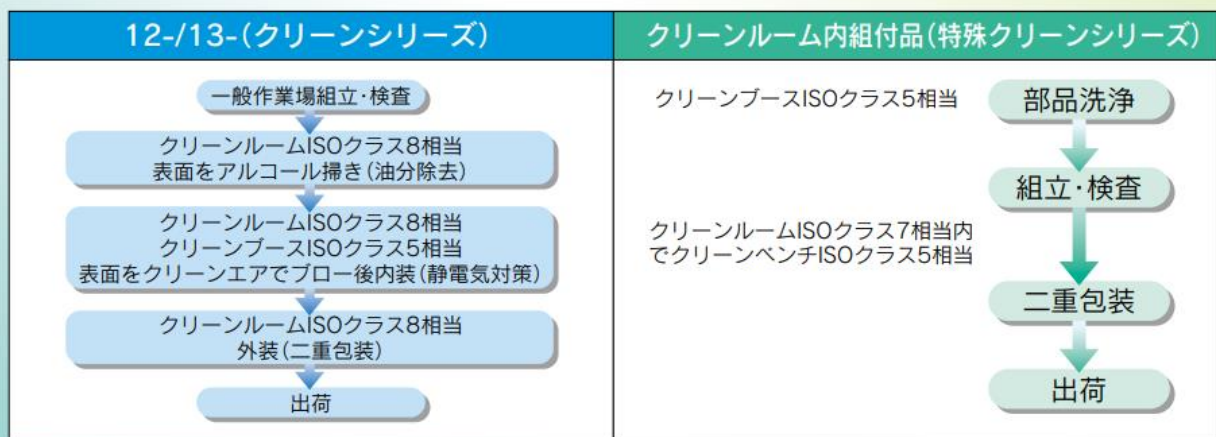 12-/13-(クリーンシリーズ)
一般作業場組立・検査
クリーンルームISOクラス8相当
表面をアルコール掃き(油分除去)
クリーンルームISOクラス8相当
クリーンブースISOクラス5相当
表面をクリーンエアでブロー後内装(静電気対策)
クリーンルームISOクラス8相当
外装(二重包装)
出荷
クリーンルーム内組付品(特殊クリーンシリーズ)
クリーンブースISOクラス5相当
部品洗浄
組立・検査
クリーンルームISOクラス7相当内
でクリーンベンチISOクラス5相当
二重包装
出荷